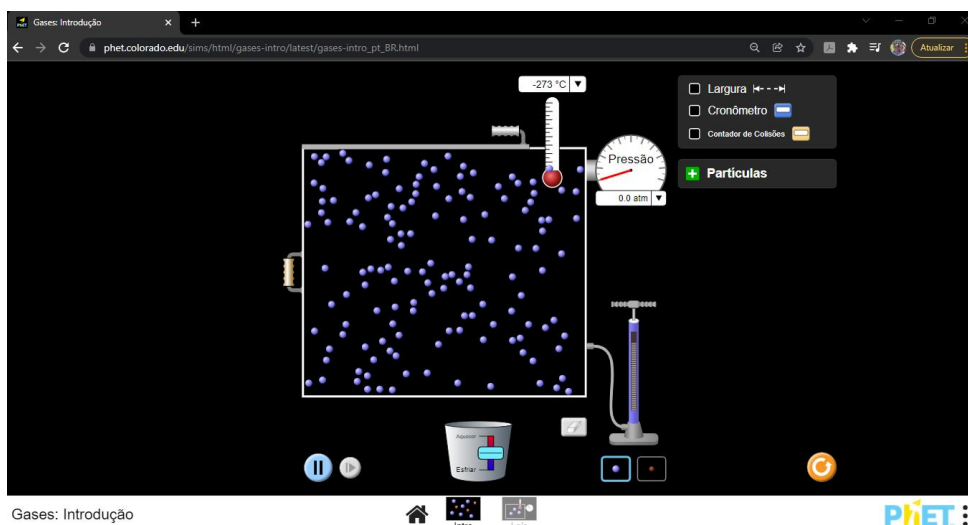 Gases: Introdução
phet.colorado.edu/sims/html/gases-intro/latest/gases-intro_pt_BR.html
Atualizar
-273 °C
Largura
Cronômetro
Contador de Colisões
Pressão
0.0 atm
Partículas
Aquecer
Esfriar
Gases: Introdução
Intro
PhET